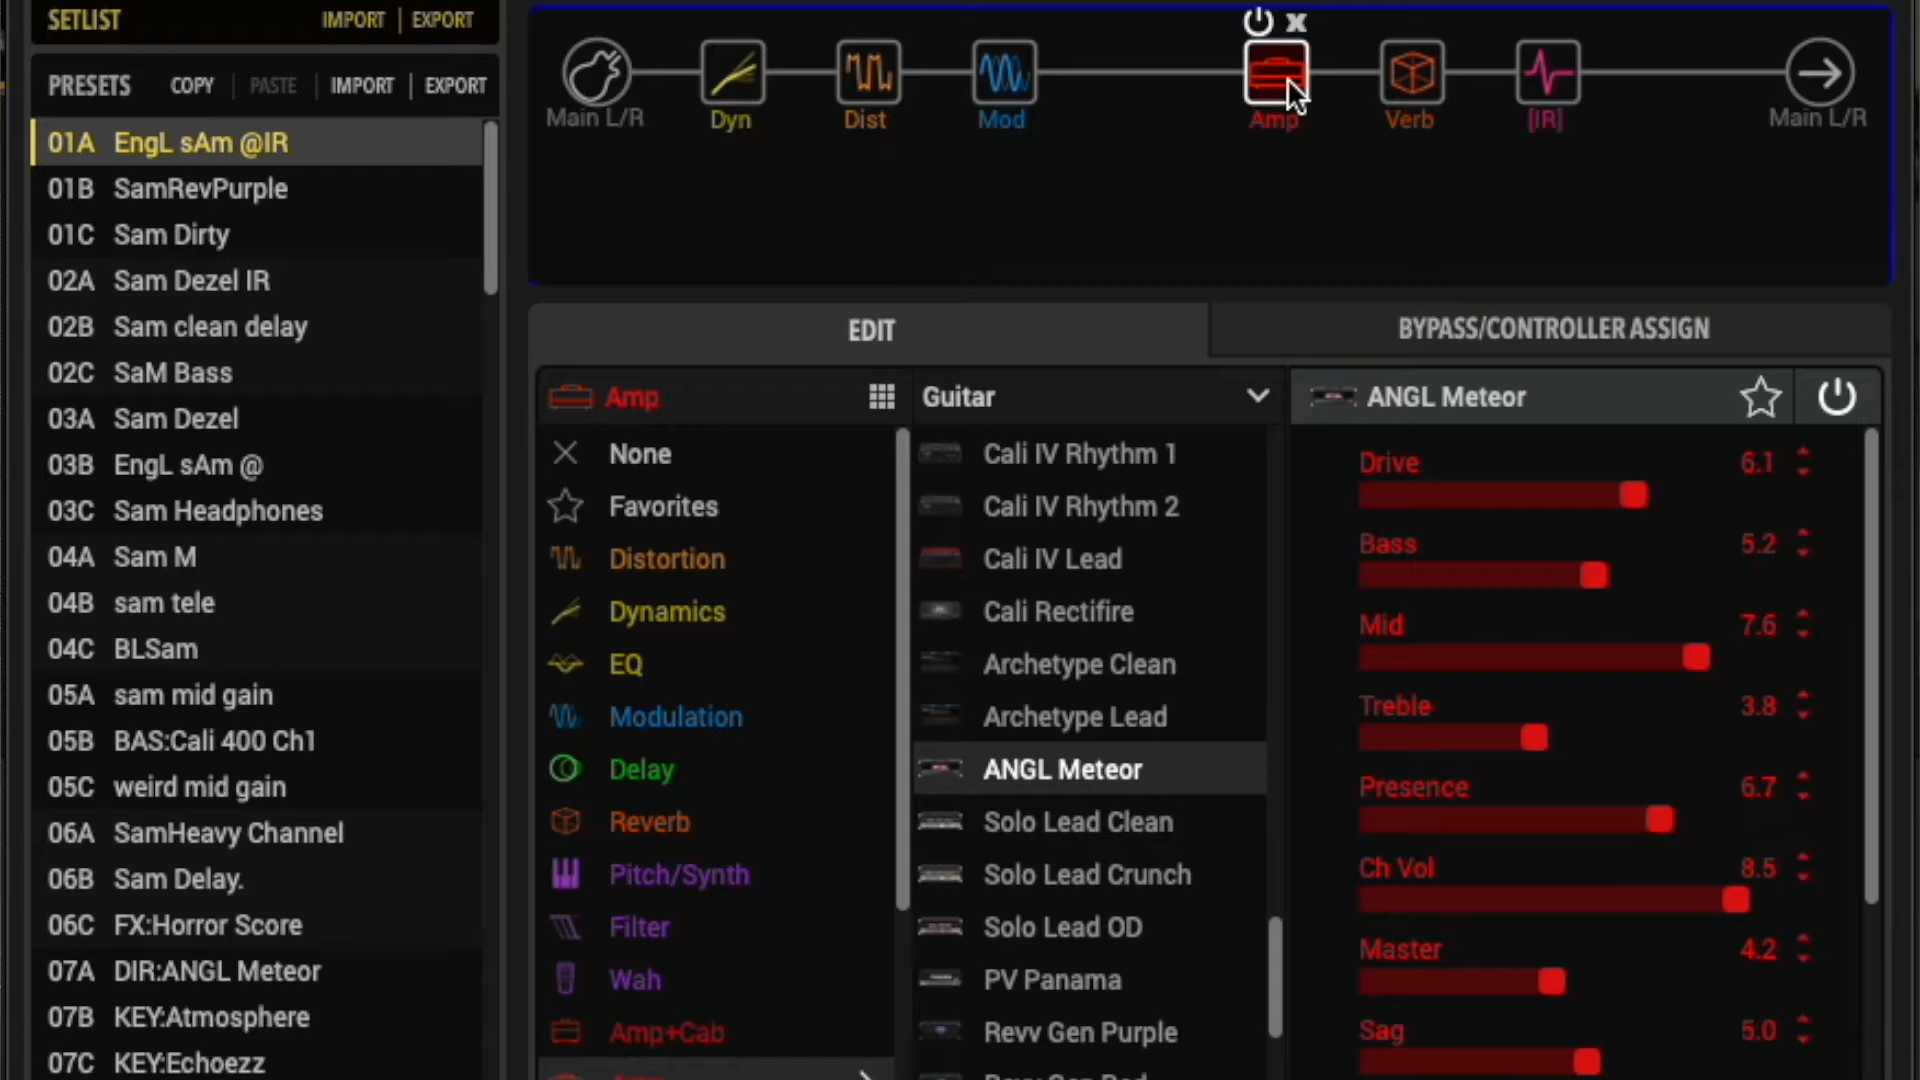 SETLIST IMPORT | EXPORT
PRESETS COPY | PASTE | IMPORT | EXPORT
01A EngL sAm @IR
01B SamRevPurple
01C Sam Dirty
02A Sam Dezel IR
02B Sam clean delay
02C SaM Bass
03A Sam Dezel
03B EngL sAm @
03C Sam Headphones
04A Sam M
04B sam tele
04C BLSam
05A sam mid gain
05B BAS:Cali 400 Ch1
05C weird mid gain
06A SamHeavy Channel
06B Sam Delay.
06C FX:Horror Score
07A DIR:ANGL Meteor
07B KEY:Atmosphere
07C KEY:Echoezz
X
Main L/R Dyn Dist Mod Amp Verb [IR] Main L/R
EDIT BYPASS/CONTROLLER ASSIGN
Amp
None
Favorites
Distortion
Dynamics
EQ
Modulation
Delay
Reverb
Pitch/Synth
Filter
Wah
Amp+Cab
Guitar
Cali IV Rhythm 1
Cali IV Rhythm 2
Cali IV Lead
Cali Rectifire
Archetype Clean
Archetype Lead
ANGL Meteor
Solo Lead Clean
Solo Lead Crunch
Solo Lead OD
PV Panama
Revv Gen Purple
ANGL Meteor
Drive 6.1
Bass 5.2
Mid 7.6
Treble 3.8
Presence 6.7
Ch Vol 8.5
Master 4.2
Sag 5.0